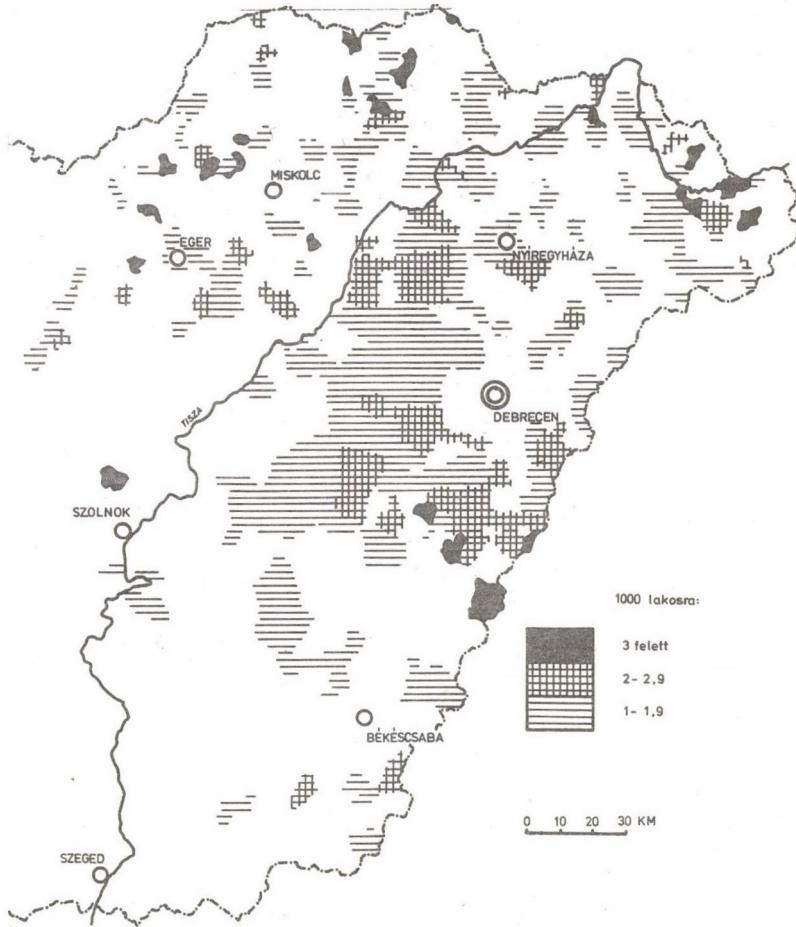 MISKOLC
EGER
NYÍREGYHÁZA
TISZA
DEBRECEN
SZOLNOK
1000 lakosra:
3 felett
2- 2,9
1- 1,9
BÉKÉSCSABA
0 10 20 30 KM
SZEGED